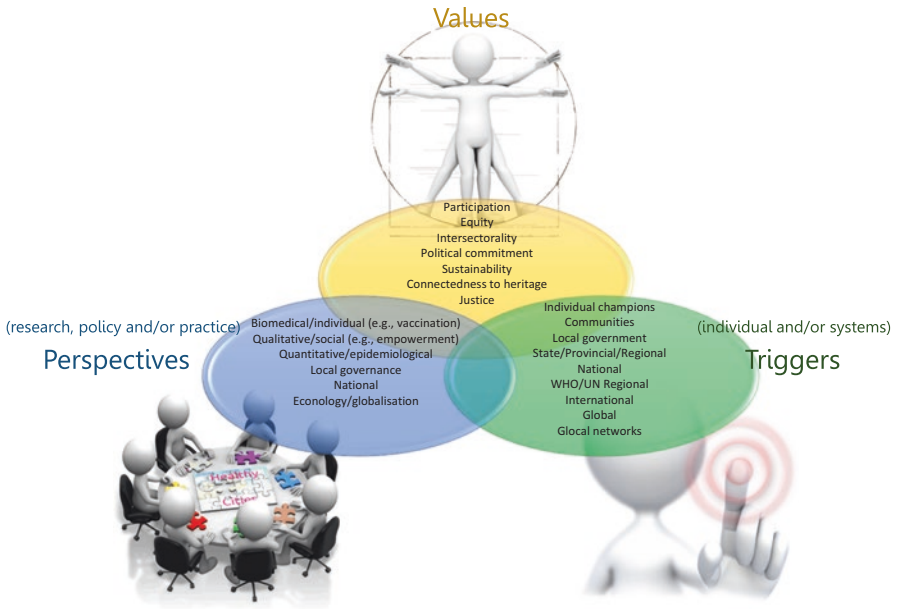 Values
Participation
Equity
Intersectorality
Political commitment
Sustainability
Connectedness to heritage
Justice
(research, policy and/or practice)
Perspectives
Biomedical/individual (e.g., vaccination)
Qualitative/social (e.g., empowerment)
Quantitative/epidemiological
Local governance
National
Econology/globalisation
Individual champions
Communities
Local government
State/Provincial/Regional
National
WHO/UN Regional
International
Global
Glocal networks
(individual and/or systems)
Triggers
Healthy
Cities